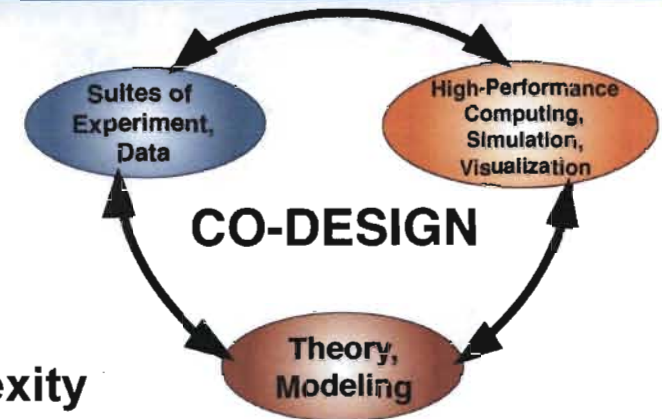 Suites of
Experiment,
Data
High-Performance
Computing,
Simulation,
Visualization
CO-DESIGN
Theory,
Modeling
exity